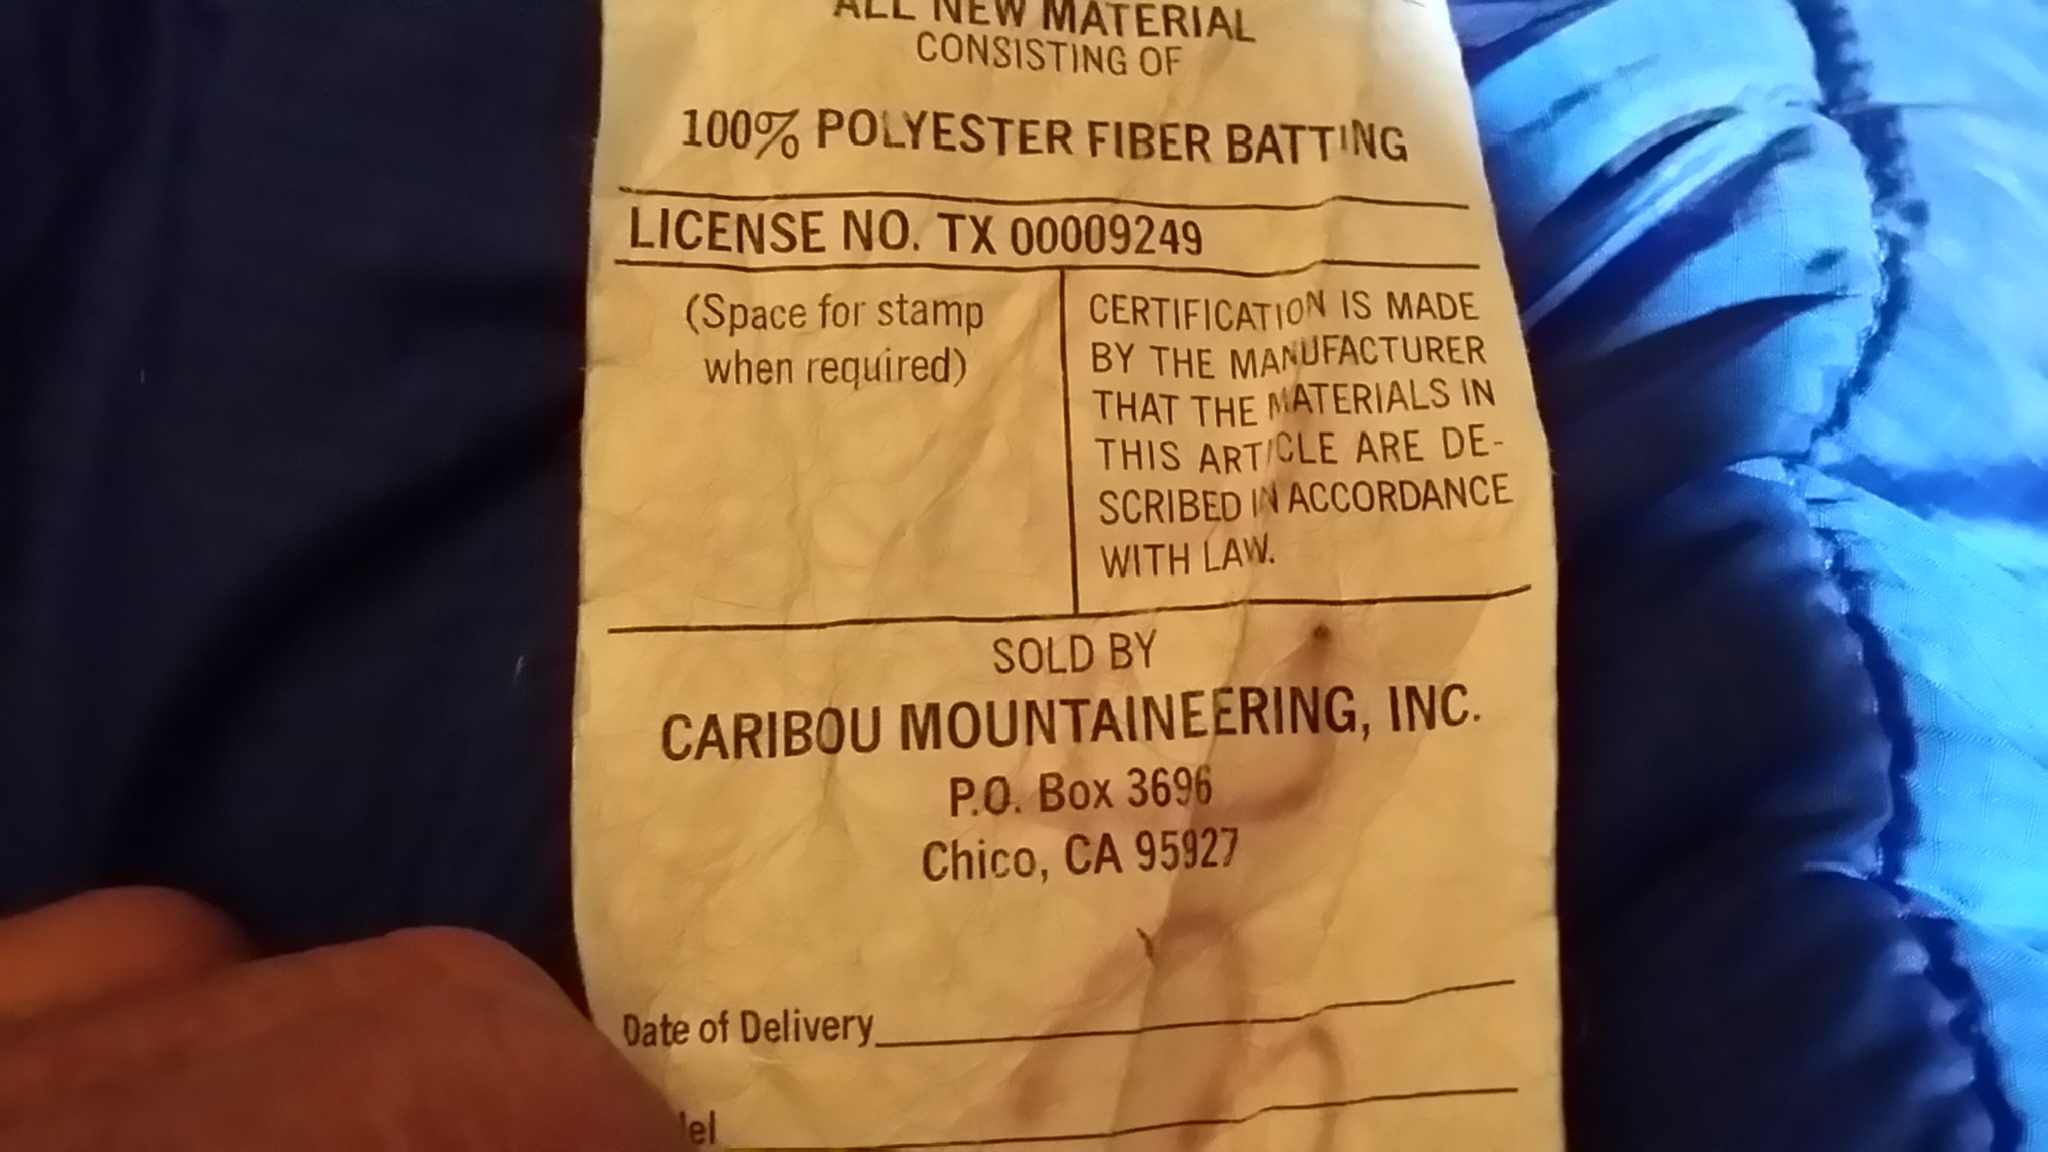 ALL NEW MATERIAL
CONSISTING OF
100% POLYESTER FIBER BATTING
LICENSE NO. TX 00009249
(Space for stamp
when required)
CERTIFICATION IS MADE
BY THE MANUFACTURER
THAT THE MATERIALS IN
THIS ARTICLE ARE DE-
SCRIBED IN ACCORDANCE
WITH LAW.
SOLD BY
CARIBOU MOUNTAINEERING, INC.
P.O. Box 3696
Chico, CA 95927
Date of Delivery